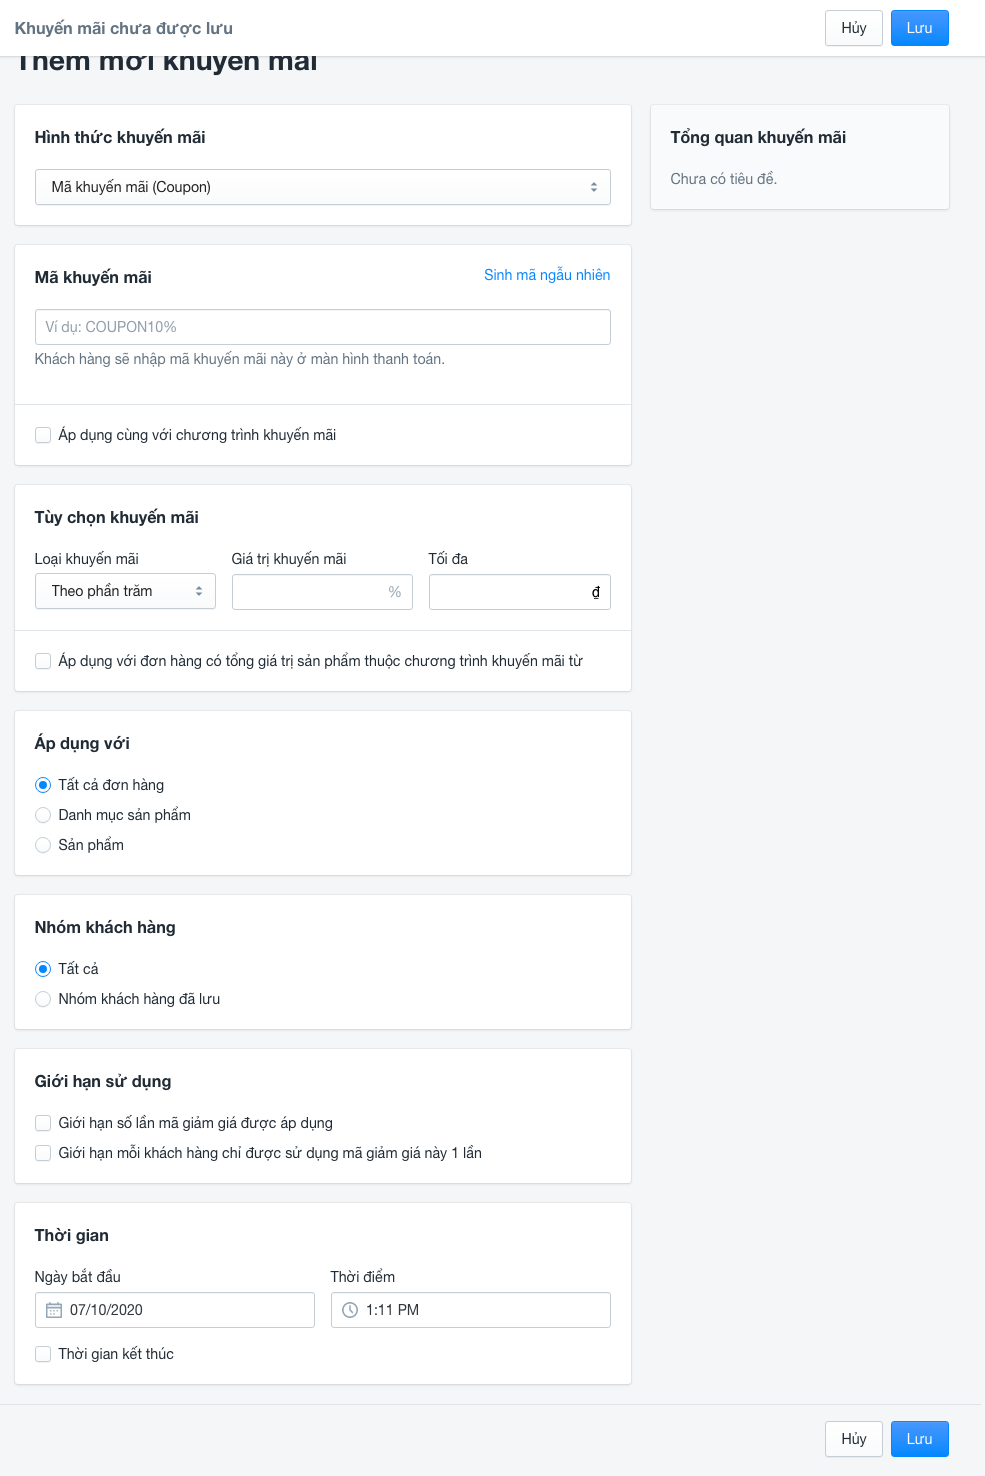 Khuyến mãi chưa được lưu
Hủy
Lưu
Thêm mới khuyến mãi
Hình thức khuyến mãi
Mã khuyến mãi (Coupon)
Tổng quan khuyến mãi
Chưa có tiêu đề.
Mã khuyến mãi
Sinh mã ngẫu nhiên
Ví dụ: COUPON10%
Khách hàng sẽ nhập mã khuyến mãi này ở màn hình thanh toán.
Áp dụng cùng với chương trình khuyến mãi
Tùy chọn khuyến mãi
Loại khuyến mãi
Giá trị khuyến mãi
Tối đa
Theo phần trăm
%
₫
Áp dụng với đơn hàng có tổng giá trị sản phẩm thuộc chương trình khuyến mãi từ
Áp dụng với
Tất cả đơn hàng
Danh mục sản phẩm
Sản phẩm
Nhóm khách hàng
Tất cả
Nhóm khách hàng đã lưu
Giới hạn sử dụng
Giới hạn số lần mã giảm giá được áp dụng
Giới hạn mỗi khách hàng chỉ được sử dụng mã giảm giá này 1 lần
Thời gian
Ngày bắt đầu
Thời điểm
07/10/2020
1:11 PM
Thời gian kết thúc
Hủy
Lưu